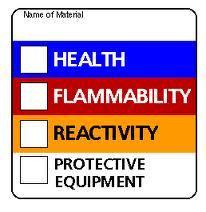 Name of Material
HEALTH
FLAMMABILITY
REACTIVITY
PROTECTIVE
EQUIPMENT